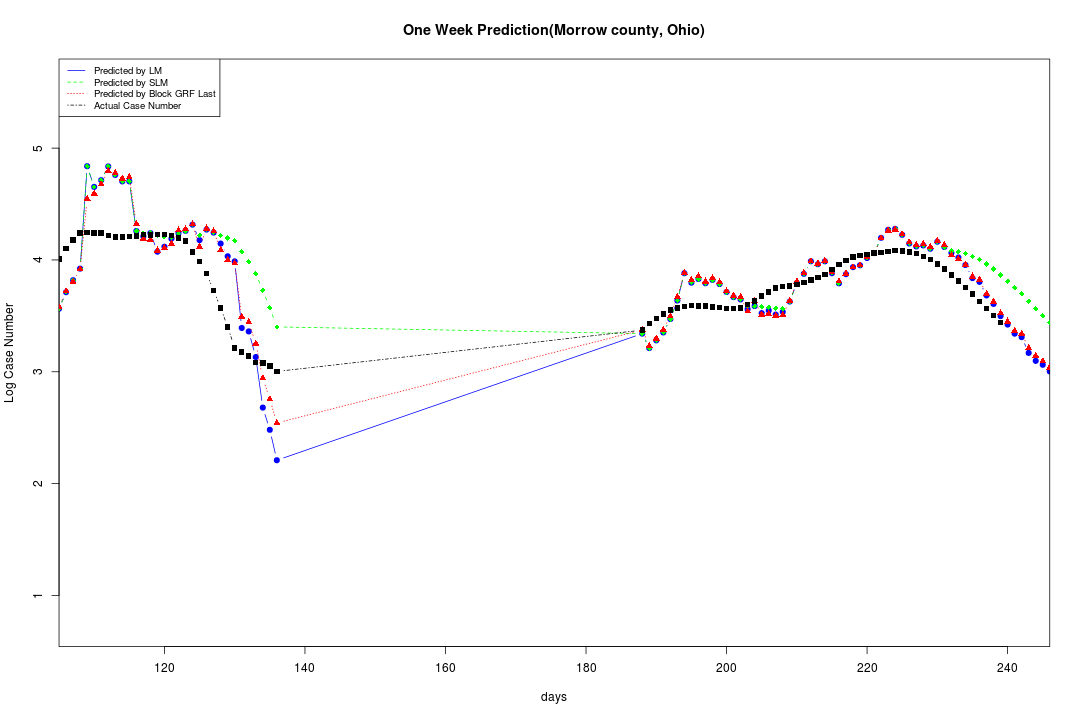 One Week Prediction(Morrow county, Ohio)
Predicted by LM
Predicted by SLM
Predicted by Block GRF Last
Actual Case Number
5
4
3
2
1
Log Case Number
120 140 160 180 200 220 240
days